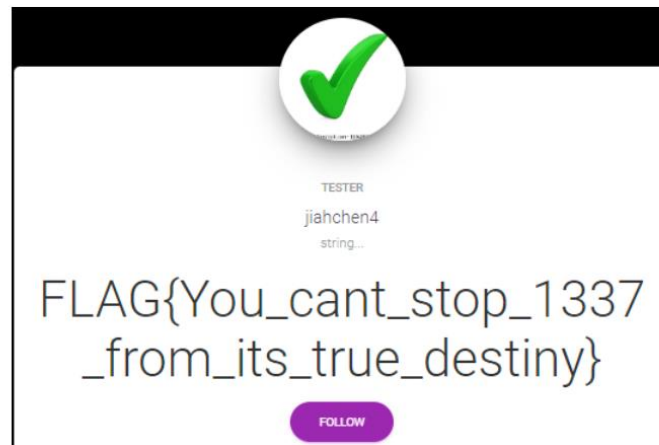 TESTER
jiahchen4
string...
FLAG{You_cant_stop_1337
_from_its_true_destiny}
FOLLOW